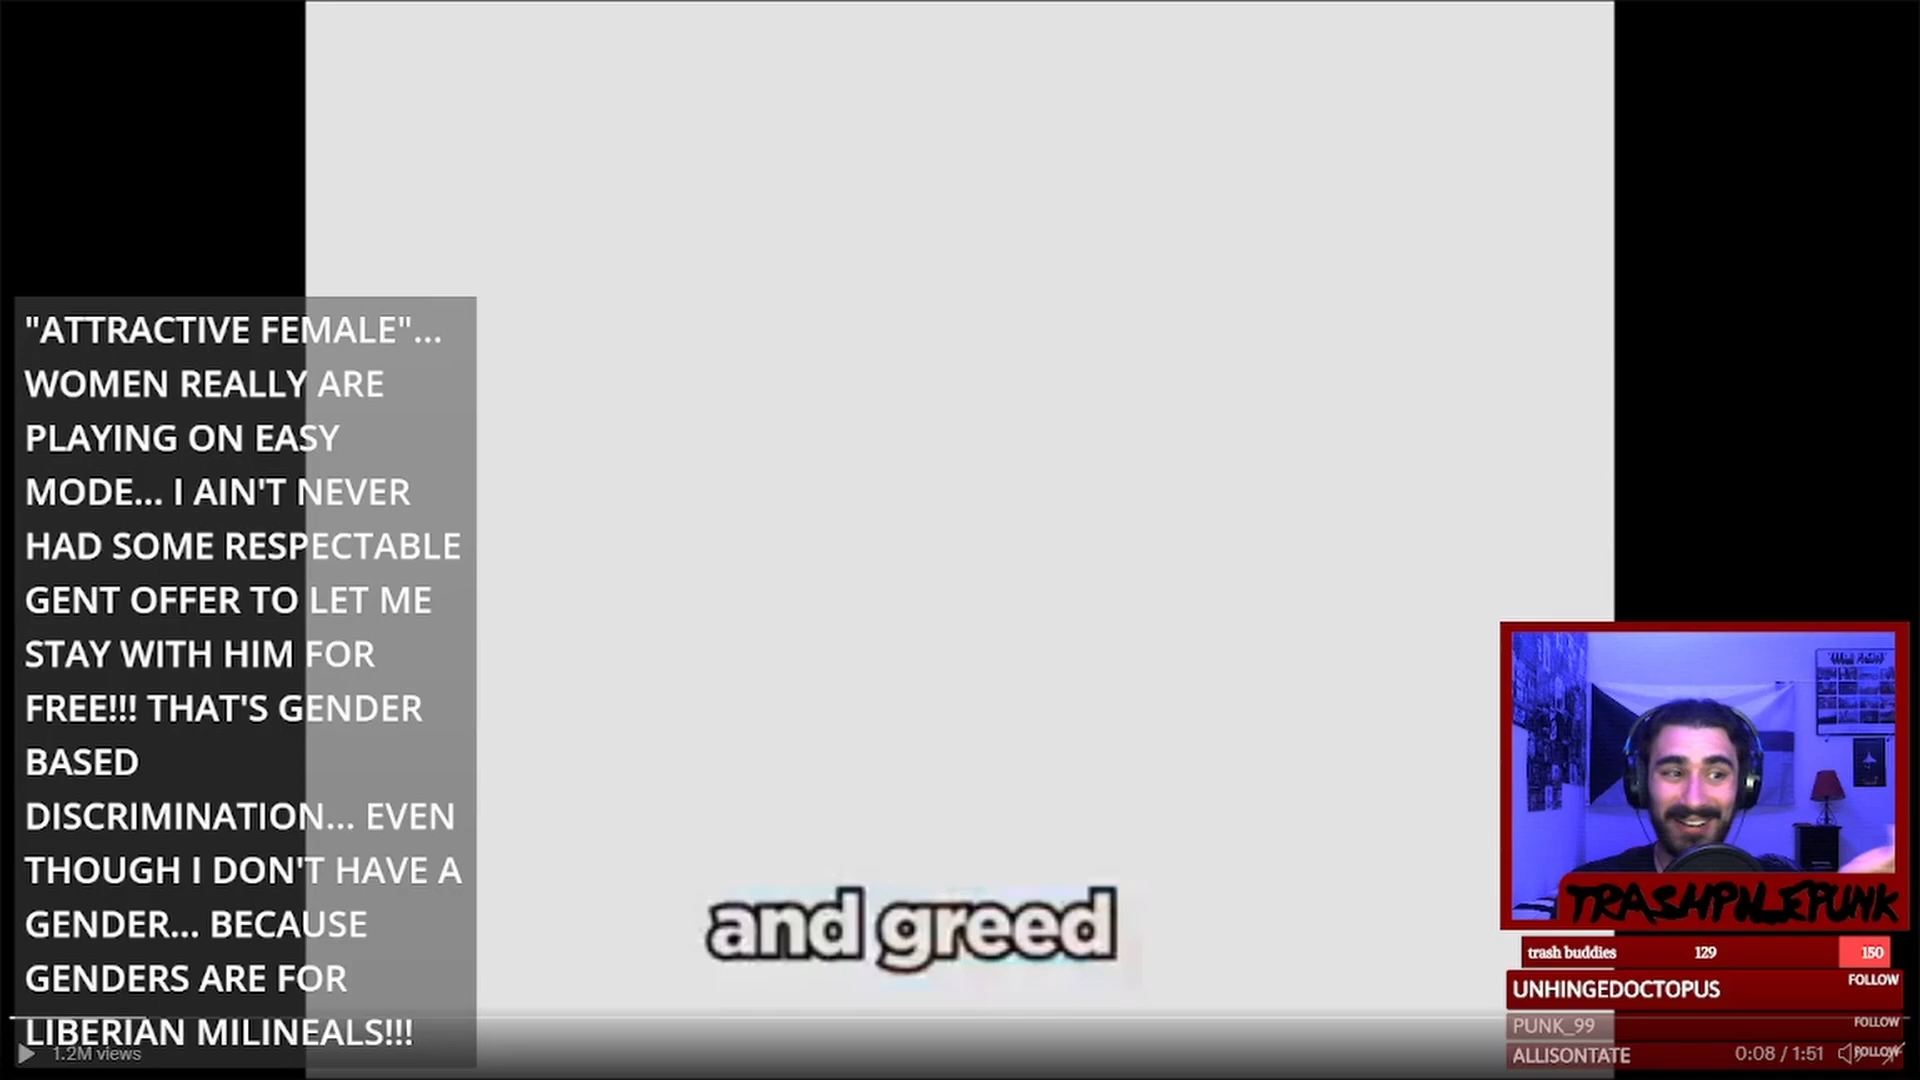 "ATTRACTIVE FEMALE"...
WOMEN REALLY ARE
PLAYING ON EASY
MODE... I AIN'T NEVER
HAD SOME RESPECTABLE
GENT OFFER TO LET ME
STAY WITH HIM FOR
FREE!!! THAT'S GENDER
BASED
DISCRIMINATION... EVEN
THOUGH I DON'T HAVE A
GENDER... BECAUSE
GENDERS ARE FOR
LIBERIAN MILINEALS!!!
1.2M views
and greed
TRASHPILEPUNK
trash buddies 129 150
UNHINGEDOCTOPUS FOLLOW
PUNK_99 FOLLOW
ALLISONTATE FOLLOW
0:08 / 1:51